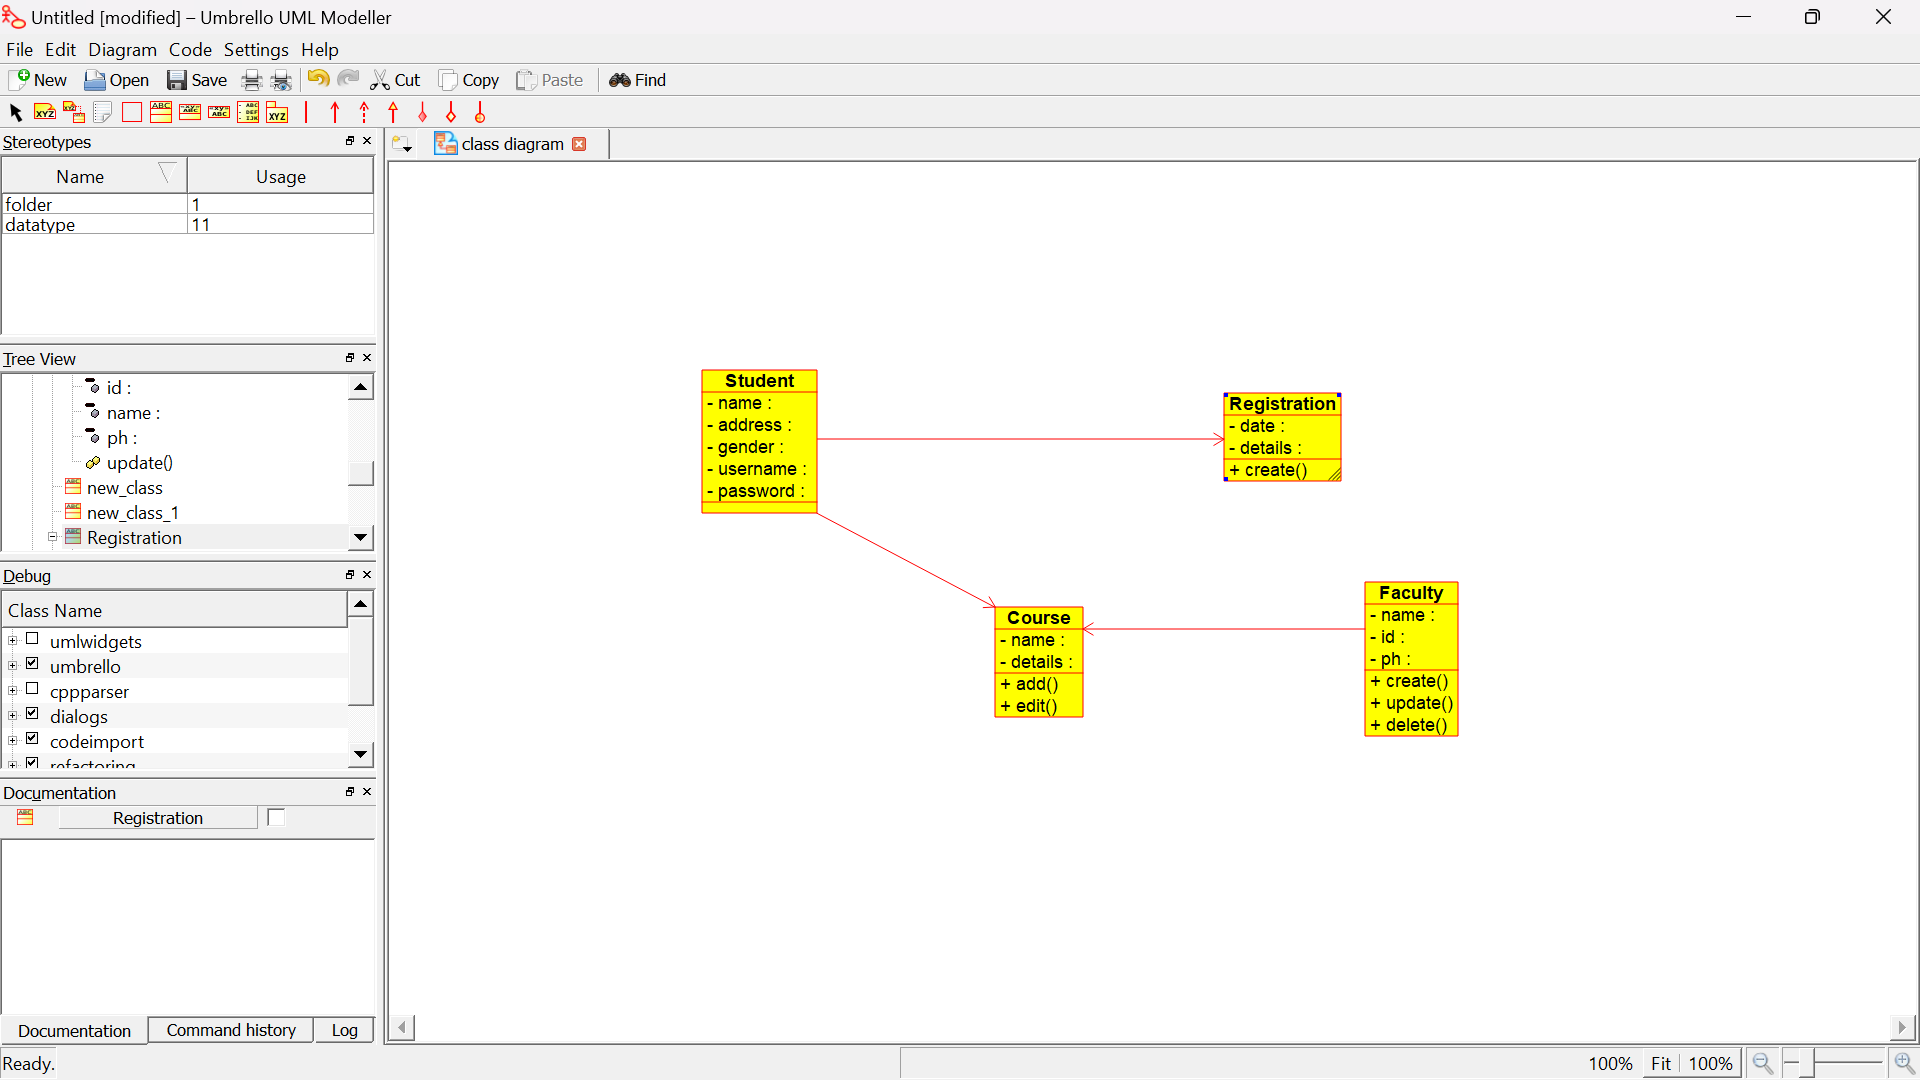 Untitled [modified] – Umbrello UML Modeller
File Edit Diagram Code Settings Help
New Open Save Cut Copy Paste Find
Stereotypes
Name Usage
folder 1
datatype 11
Tree View
id :
name :
ph :
update()
new_class
new_class_1
Registration
Debug
Class Name
umlwidgets
umbrello
cppparser
dialogs
codeimport
refactoring
Documentation
Registration
Documentation Command history Log
Ready.
class diagram
Student
- name :
- address :
- gender :
- username :
- password :
Registration
- date :
- details :
+ create()
Course
- name :
- details :
+ add()
+ edit()
Faculty
- name :
- id :
- ph :
+ create()
+ update()
+ delete()
100% Fit 100%